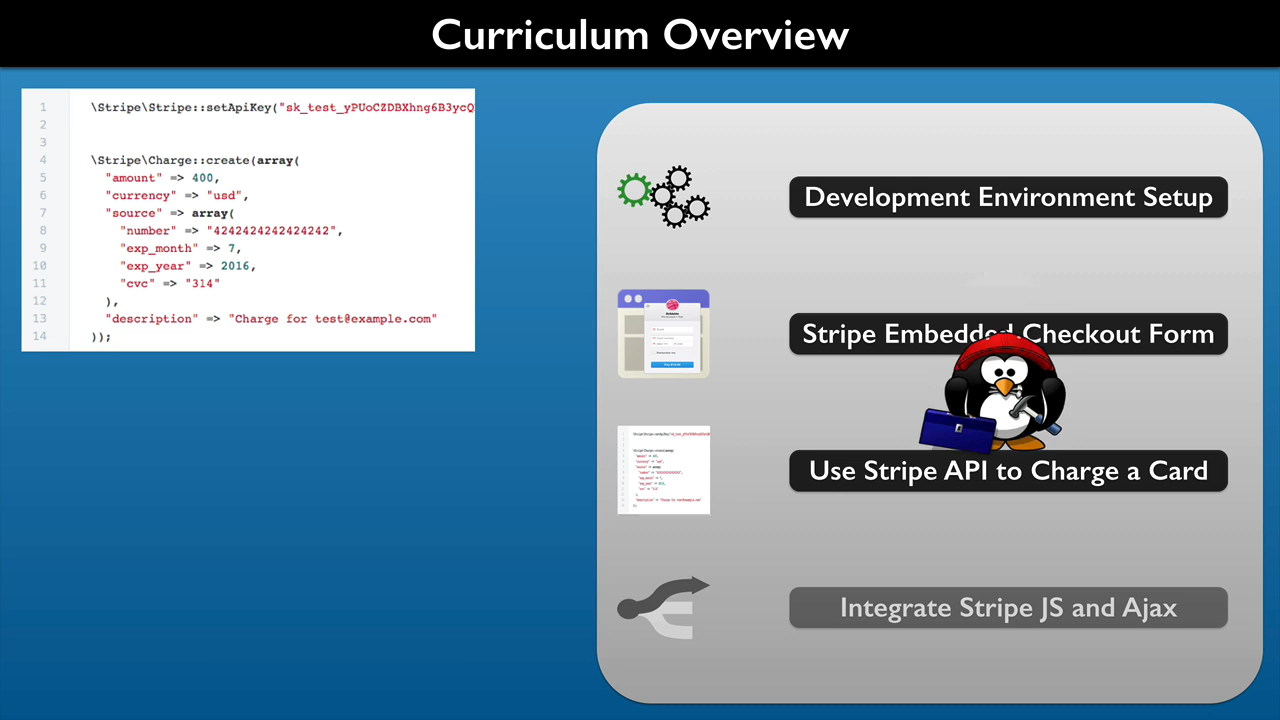 Curriculum Overview
1 \Stripe\Stripe::setApiKey("sk_test_yPUoCZDBXhng6B3ycQ
2
3
4 \Stripe\Charge::create(array(
5 "amount" => 400,
6 "currency" => "usd",
7 "source" => array(
8 "number" => "4242424242424242",
9 "exp_month" => 7,
10 "exp_year" => 2016,
11 "cvc" => "314"
12 ),
13 "description" => "Charge for test@example.com"
14 ));
Development Environment Setup
Stripe Embedded Checkout Form
Use Stripe API to Charge a Card
Integrate Stripe JS and Ajax